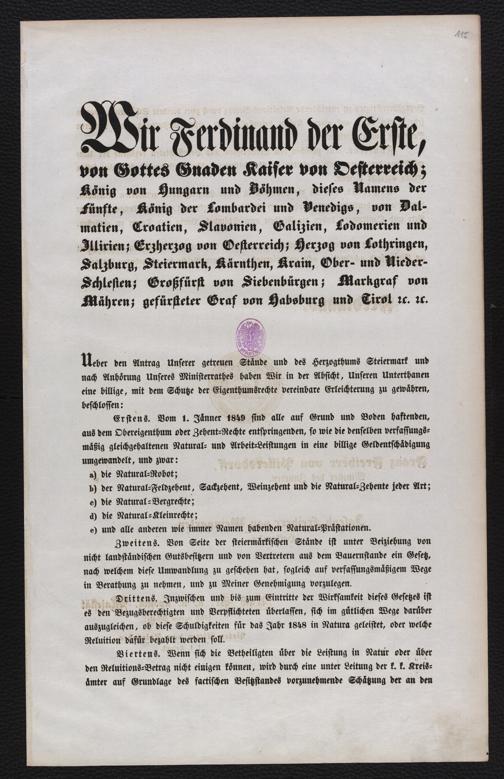 115
Wir Ferdinand der Erste,
von Gottes Gnaden Kaiser von Oesterreich;
König von Hungarn und Böhmen, dieses Namens der
Fünfte, König der Lombardei und Venedigs, von Dal-
matien, Croatien, Slavonien, Galizien, Lodomerien und
Illirien; Erzherzog von Oesterreich; Herzog von Lothringen,
Salzburg, Steiermark, Kärnthen, Krain, Ober- und Nieder-
Schlesien; Großfürst von Siebenbürgen; Markgraf von
Mähren; gefürsteter Graf von Habsburg und Tirol ꝛc. ꝛc.
Ueber den Antrag Unserer getreuen Stände und des Herzogthums Steiermark und
nach Anhörung Unseres Ministerrathes haben Wir in der Absicht, Unseren Unterthanen
eine billige, mit dem Schutze der Eigenthumsrechte vereinbare Erleichterung zu gewähren,
beschlossen:
Erstens. Vom 1. Jänner 1849 sind alle auf Grund und Boden haftenden,
aus dem Obereigenthum oder Zehent-Rechte entspringenden, so wie die denselben verfassungs-
mäßig gleichgehaltenen Natural- und Arbeit-Leistungen in eine billige Geldentschädigung
umgewandelt, und zwar:
a) die Natural-Robot;
b) der Natural-Feldzehent, Sackzehent, Weinzehent und die Natural-Zehente jeder Art;
c) die Natural-Bergrechte;
d) die Natural-Kleinrechte;
e) und alle anderen wie immer Namen habenden Natural-Prästationen.
Zweitens. Von Seite der steiermärkischen Stände ist unter Beiziehung von
nicht landständischen Gutsbesitzern und von Vertretern aus dem Bauernstande ein Gesetz,
nach welchem diese Umwandlung zu geschehen hat, sogleich auf verfassungsmäßigem Wege
in Berathung zu nehmen, und zu Meiner Genehmigung vorzulegen.
Drittens. Inzwischen und bis zum Eintritte der Wirksamkeit dieses Gesetzes ist
es den Bezugsberechtigten und Verpflichteten überlassen, sich im gütlichen Wege darüber
auszugleichen, ob diese Schuldigkeiten für das Jahr 1848 in Natura geleistet, oder welche
Reluition dafür bezahlt werden soll.
Viertens. Wenn sich die Betheiligten über die Leistung in Natur oder über
den Reluitions-Betrag nicht einigen können, wird durch eine unter Leitung der k. k. Kreis-
ämter auf Grundlage des factischen Besitzstandes vorzunehmende Schätzung der an den